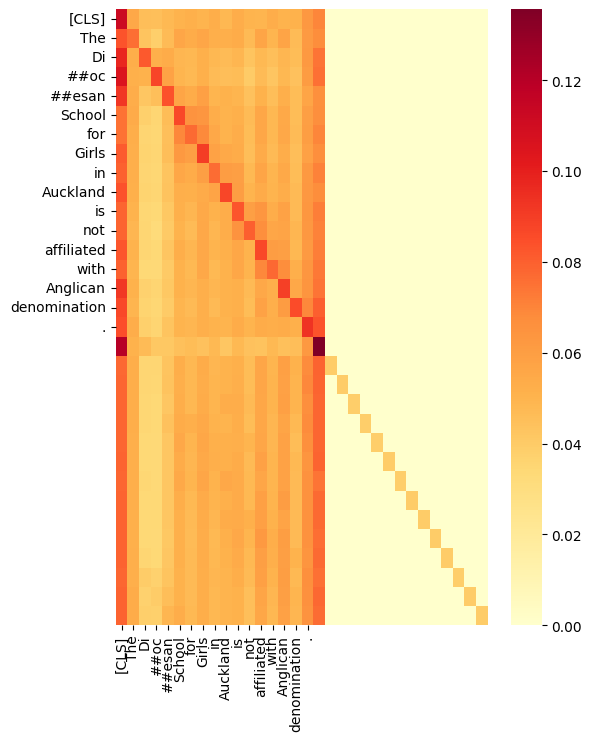 [CLS]
The
Di
##oc
##esan
School
for
Girls
in
Auckland
is
not
affiliated
with
Anglican
denomination
.
[CLS]
The
Di
##oc
##esan
School
for
Girls
in
Auckland
is
not
affiliated
with
Anglican
denomination
.
0.12
0.10
0.08
0.06
0.04
0.02
0.00